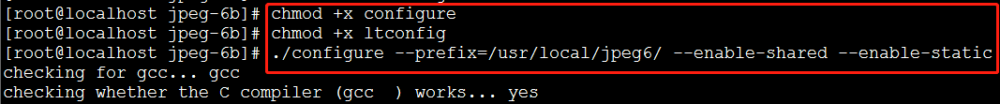 [root@localhost jpeg-6b]# chmod +x configure
[root@localhost jpeg-6b]# chmod +x ltconfig
[root@localhost jpeg-6b]# ./configure --prefix=/usr/local/jpeg6/ --enable-shared --enable-static
checking for gcc... gcc
checking whether the C compiler (gcc  ) works... yes